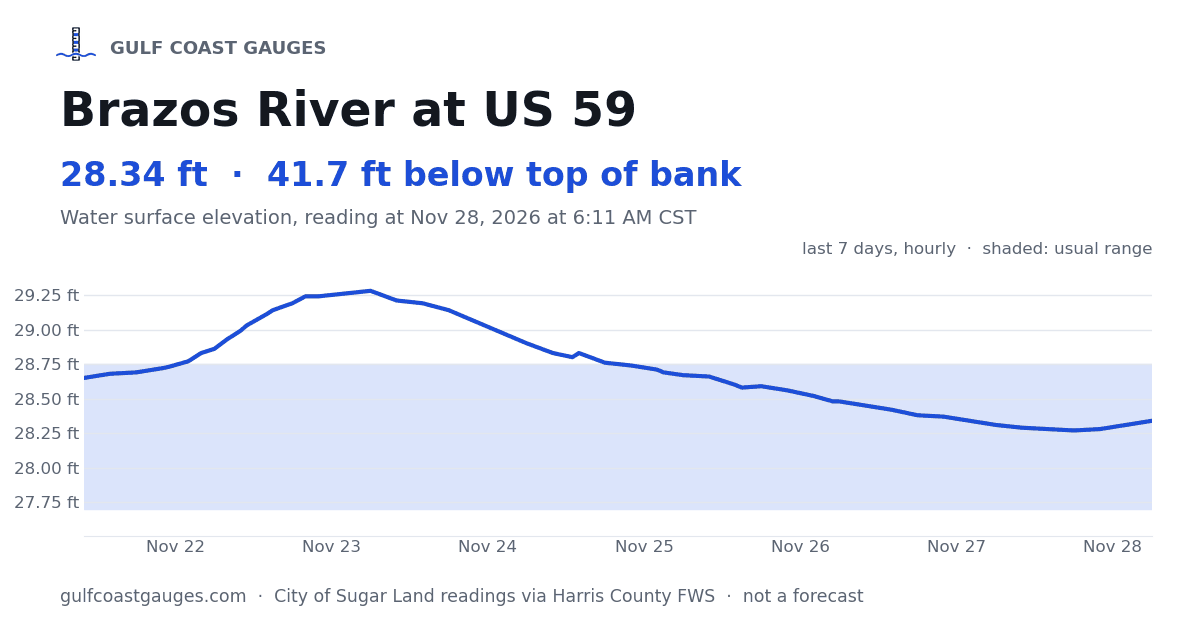 GULF COAST GAUGES
Brazos River at US 59
28.34 ft · 41.7 ft below top of bank
Water surface elevation, reading at Nov 28, 2026 at 6:11 AM CST
last 7 days, hourly · shaded: usual range
29.25 ft
29.00 ft
28.75 ft
28.50 ft
28.25 ft
28.00 ft
27.75 ft
Nov 22 Nov 23 Nov 24 Nov 25 Nov 26 Nov 27 Nov 28
gulfcoastgauges.com · City of Sugar Land readings via Harris County FWS · not a forecast